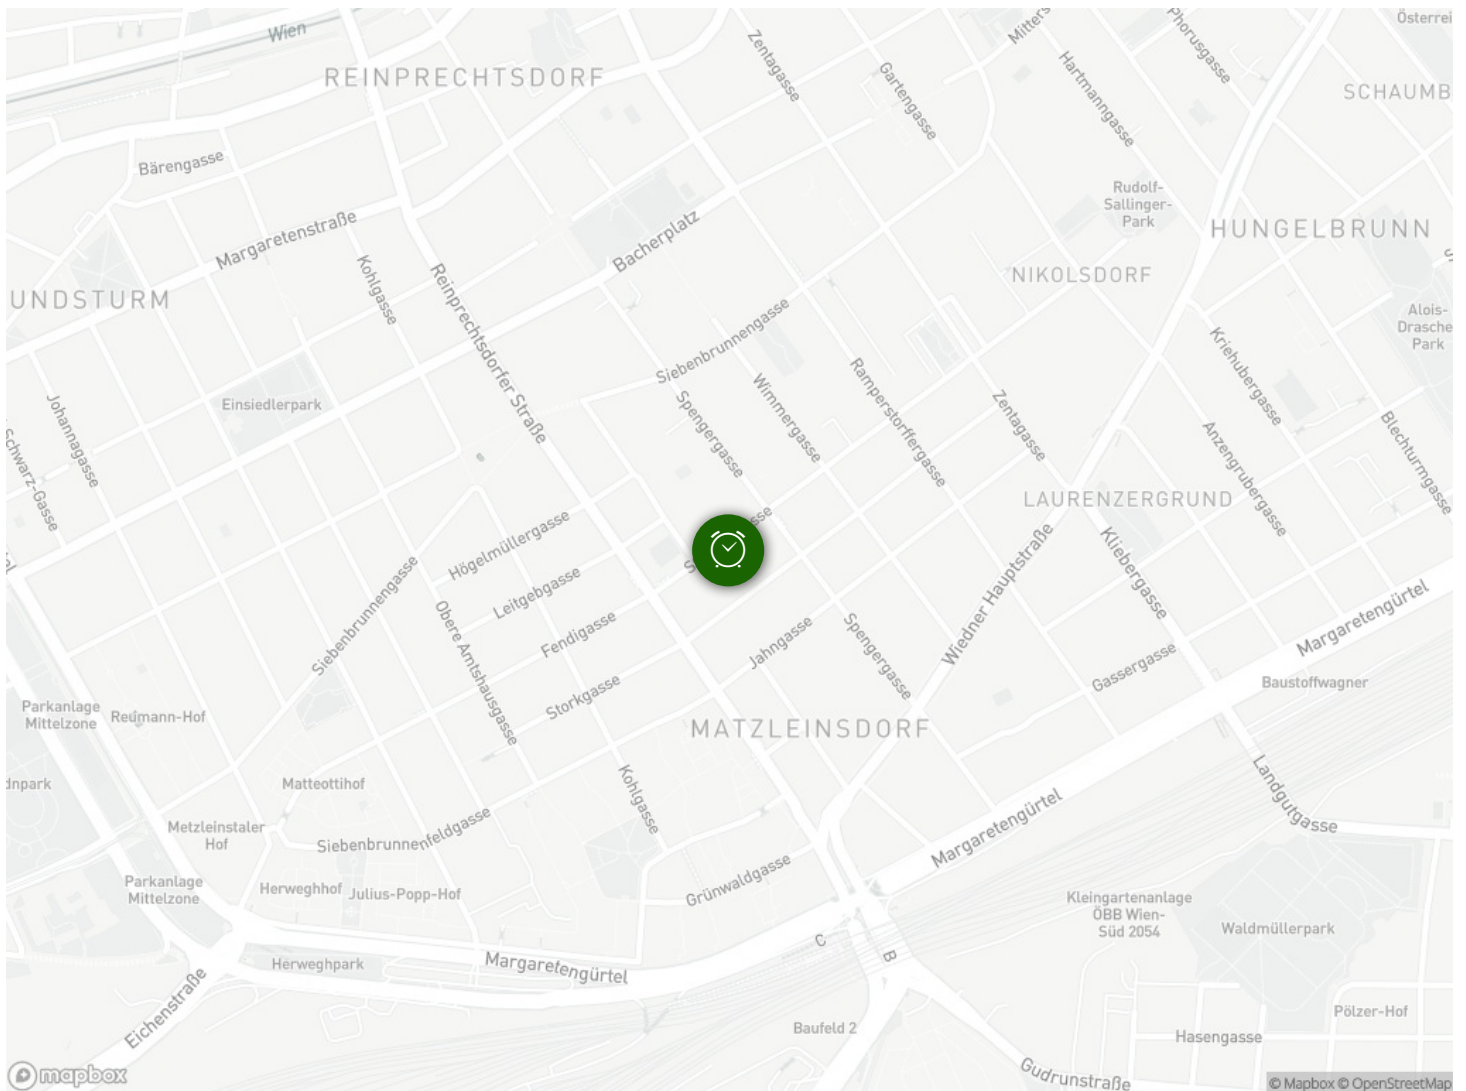 Wien
Österrei
Mitters
Phorusgasse
Zentagasse
REINPRECHTSDORF
Gartengasse
Hartmanngasse
SCHAUMB
Bärengasse
Rudolf-
Sallinger-
Park
Margaretenstraße
Bacherplatz
HUNGELBRUNN
Kohlgasse
Reinprechtsdorfer Straße
NIKOLSDORF
UNDSTURM
Alois-
Drasche
Park
Siebenbrunnengasse
Kriehubergasse
Einsiedlerpark
Johannagasse
Spengergasse
Wimmergasse
Ramperstorffergasse
Zentagasse
Anzengrubergasse
Blechturmgasse
Schwarz-Gasse
LAURENZERGRUND
Högelmüllergasse
Siebenbrunnengasse
Leitgebgasse
Obere Amtshausgasse
Fendigasse
Wiedner Hauptstraße
Kliebergasse
Margaretengürtel
Jahngasse
Spengergasse
Gassergasse
Storkgasse
Baustoffwagner
Parkanlage
Mittelzone
Reumann-Hof
MATZLEINSDORF
Matteottihof
dnpark
Kohlgasse
Landgutgasse
Metzleinstaler
Hof
Siebenbrunnenfeldgasse
Margaretengürtel
Parkanlage
Mittelzone
Herweghhof
Julius-Popp-Hof
Grünwaldgasse
Kleingartenanlage
ÖBB Wien-
Süd 2054
Waldmüllerpark
C
B
Herweghpark
Margaretengürtel
Eichenstraße
Baufeld 2
Pölzer-Hof
Hasengasse
Gudrunstraße
mapbox
© Mapbox © OpenStreetMap